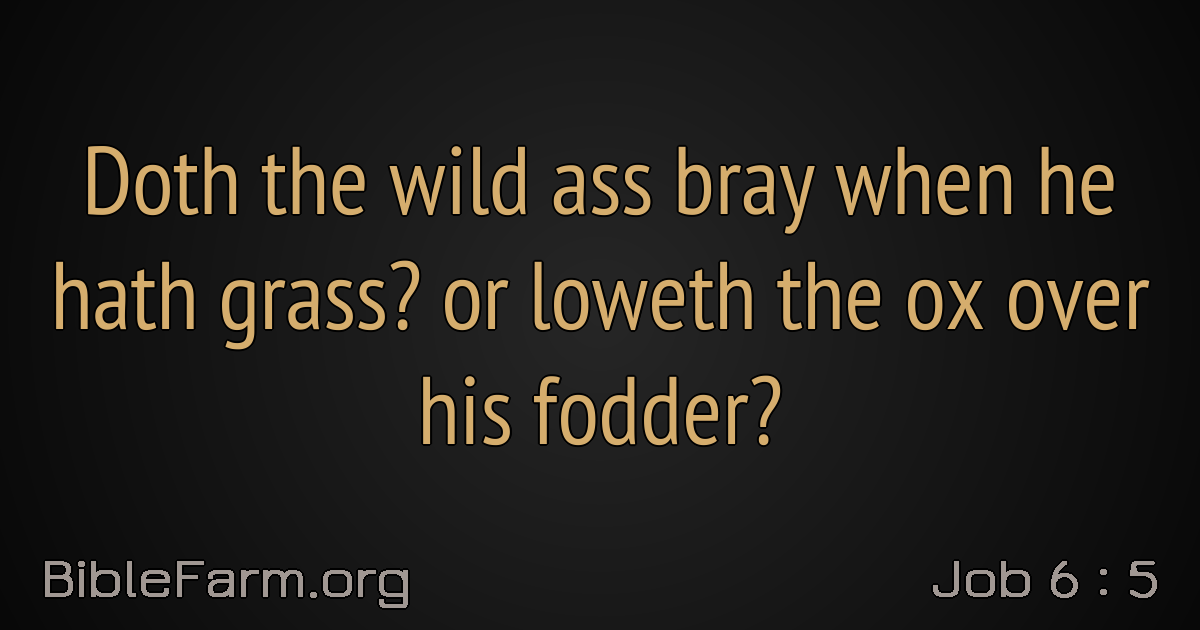 Doth the wild ass bray when he
hath grass? or loweth the ox over
his fodder?
BibleFarm.org
Job 6 : 5